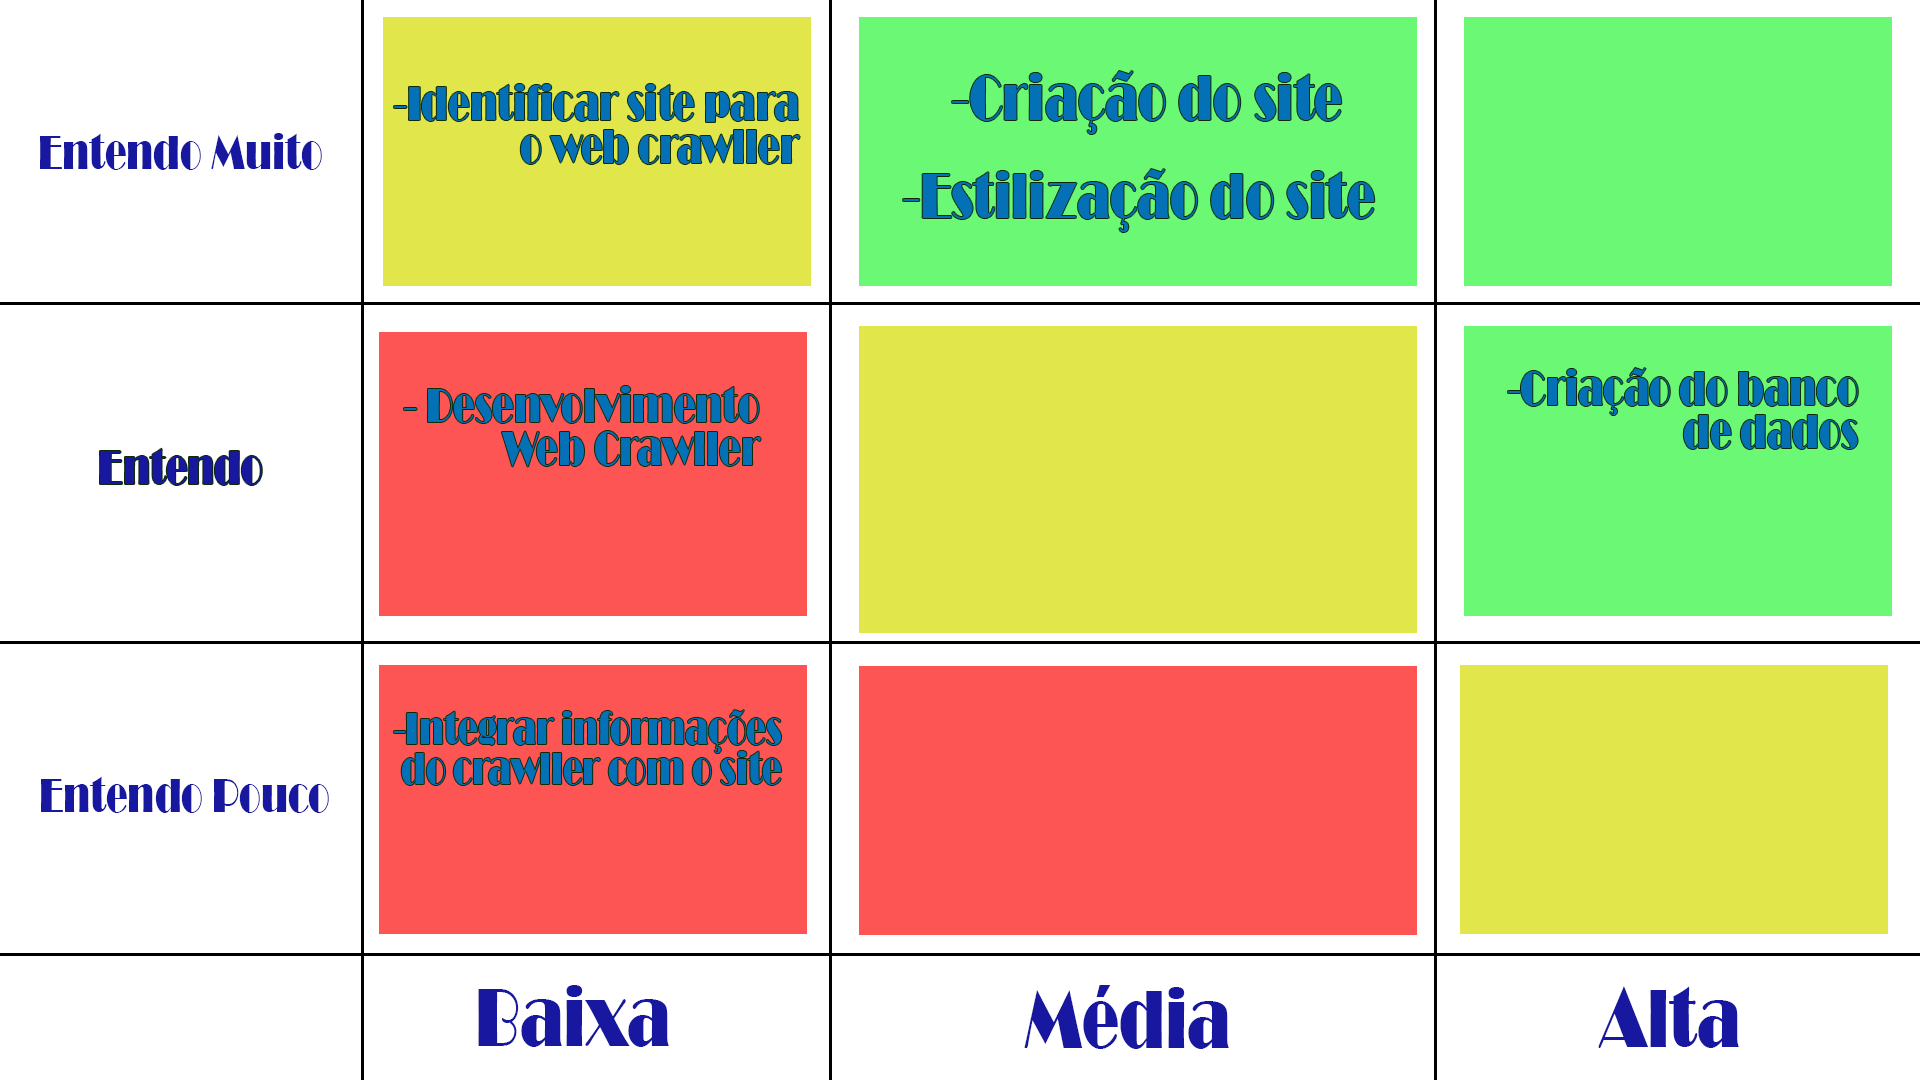 Entendo Muito
-Identificar site para
o web crawller
-Criação do site
-Estilização do site
Entendo
- Desenvolvimento
Web Crawller
-Criação do banco
de dados
Entendo Pouco
-Integrar informações
do crawller com o site
Baixa
Média
Alta